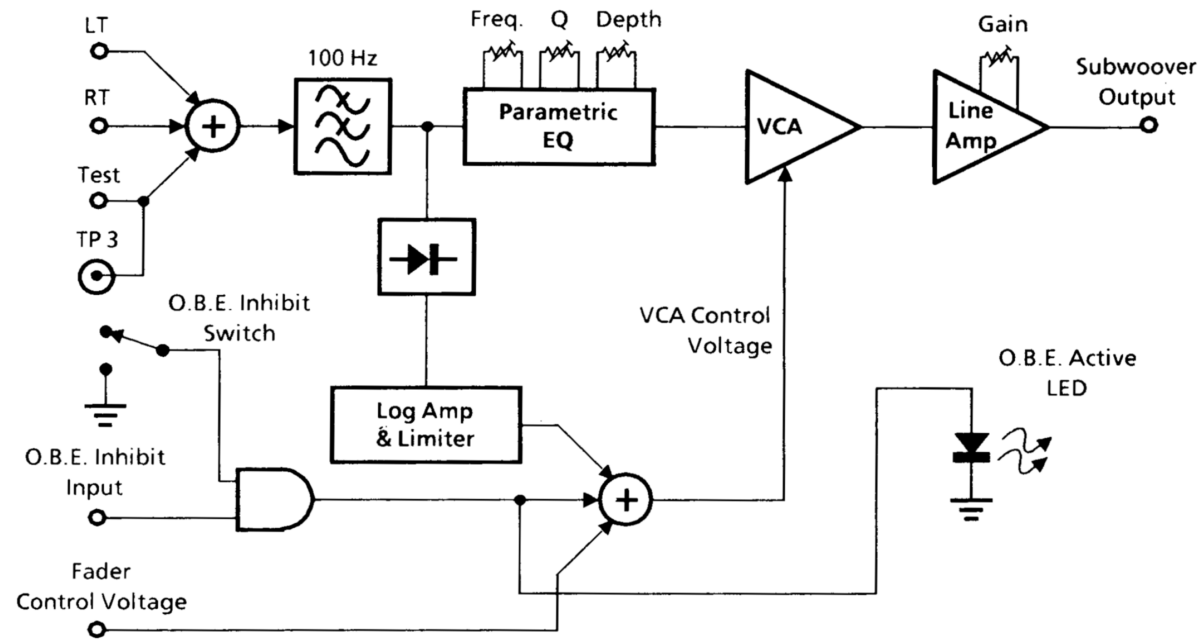 LT
RT
Test
TP 3
100 Hz
Freq.
Q
Depth
Parametric
EQ
VCA
Gain
Line
Amp
Subwoover
Output
O.B.E. Inhibit
Switch
VCA Control
Voltage
Log Amp
& Limiter
O.B.E. Active
LED
O.B.E. Inhibit
Input
Fader
Control Voltage